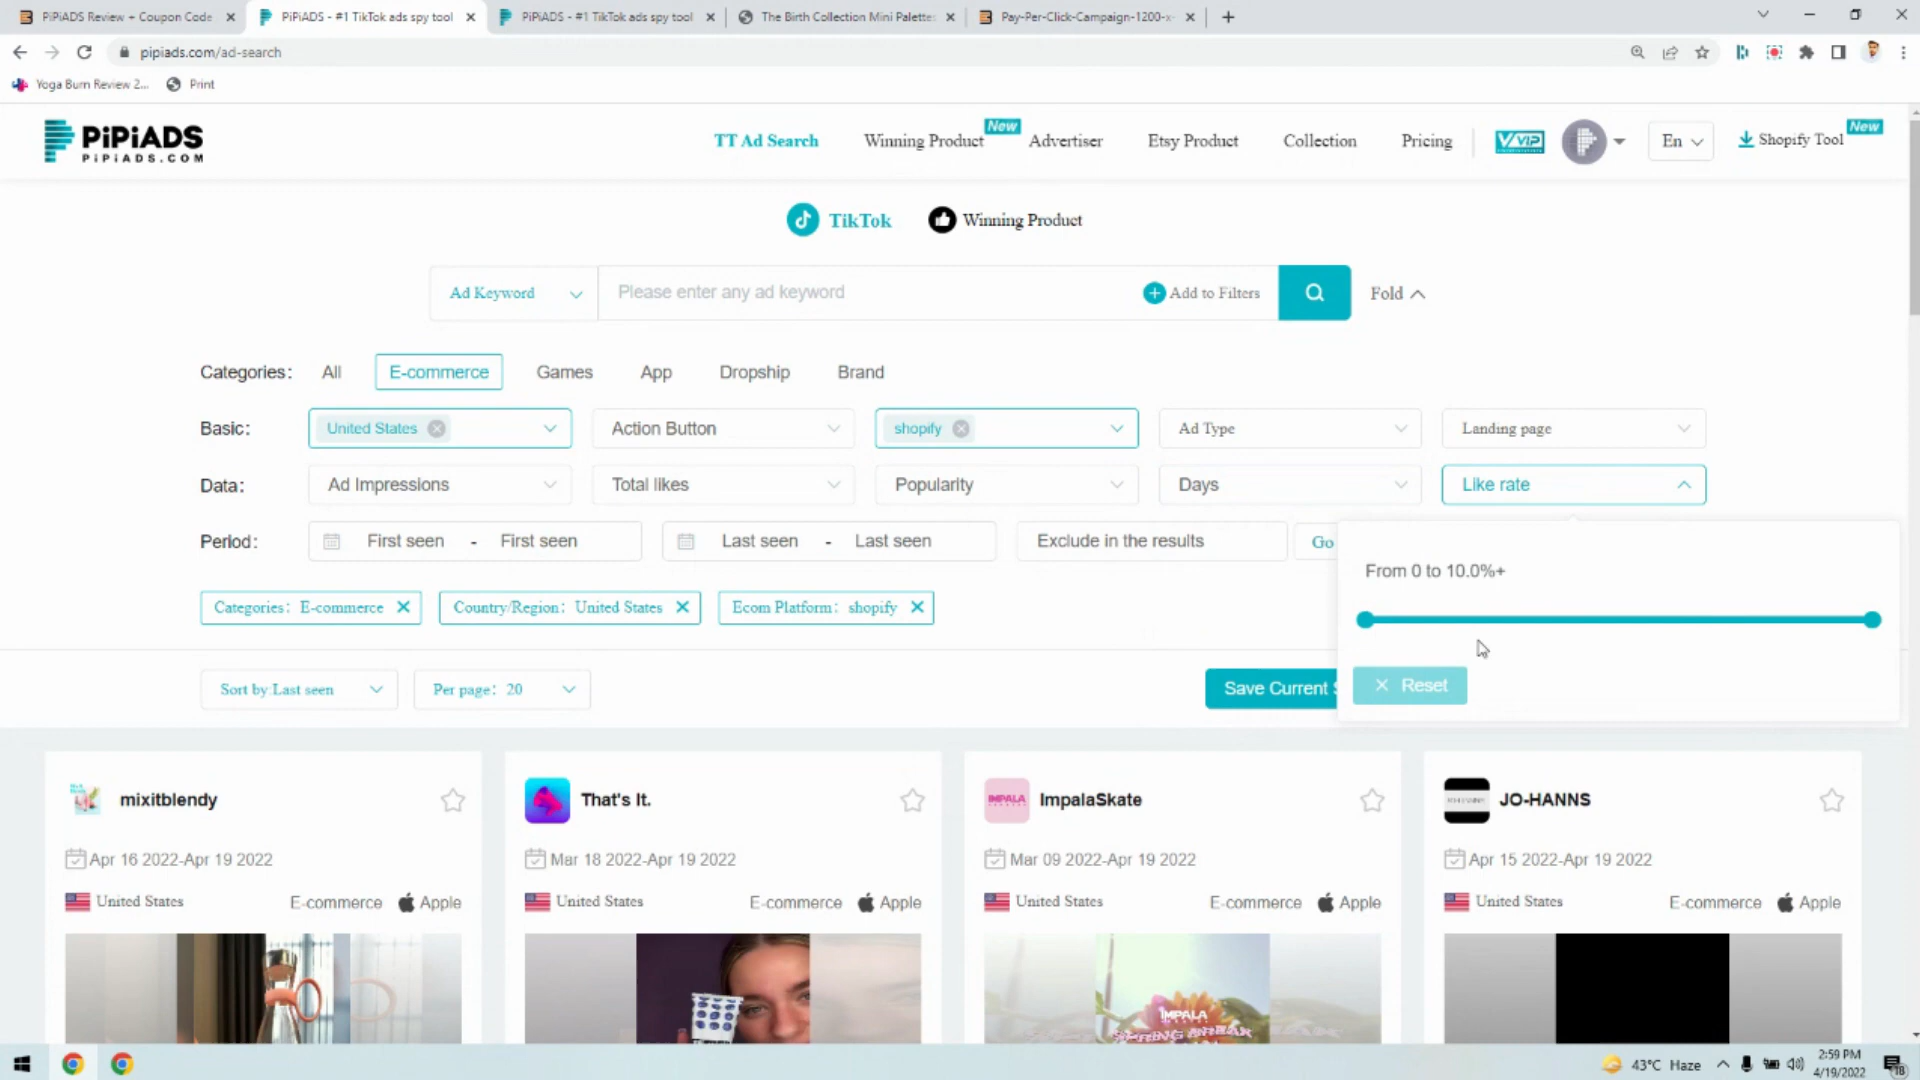 PiPiADS Review + Coupon Code
PiPiADS - #1 TikTok ads spy tool
PiPiADS - #1 TikTok ads spy tool
The Birth Collection Mini Palette
Pay-Per-Click-Campaign-1200-x-
pipiads.com/ad-search
Yoga Burn Review 2...
Print
PiPiADS
PiPiADS.COM
TT Ad Search
Winning Product
New
Advertiser
Etsy Product
Collection
Pricing
VVIP
En
Shopify Tool
New
TikTok
Winning Product
Ad Keyword
Please enter any ad keyword
Add to Filters
Fold
Categories:
All
E-commerce
Games
App
Dropship
Brand
Basic:
United States
Action Button
shopify
Ad Type
Landing page
Data:
Ad Impressions
Total likes
Popularity
Days
Like rate
Period:
First seen - First seen
Last seen - Last seen
Exclude in the results
Go
From 0 to 10.0%+
Categories: E-commerce
Country/Region: United States
Ecom Platform: shopify
Reset
Sort by:Last seen
Per page: 20
Save Current S
mixitblendy
Apr 16 2022-Apr 19 2022
United States
E-commerce
Apple
That's It.
Mar 18 2022-Apr 19 2022
United States
E-commerce
Apple
ImpalaSkate
IMPALA
Mar 09 2022-Apr 19 2022
United States
E-commerce
Apple
IMPALA
JO-HANNS
Apr 15 2022-Apr 19 2022
United States
E-commerce
Apple
43°C Haze
2:59 PM
4/19/2022
18